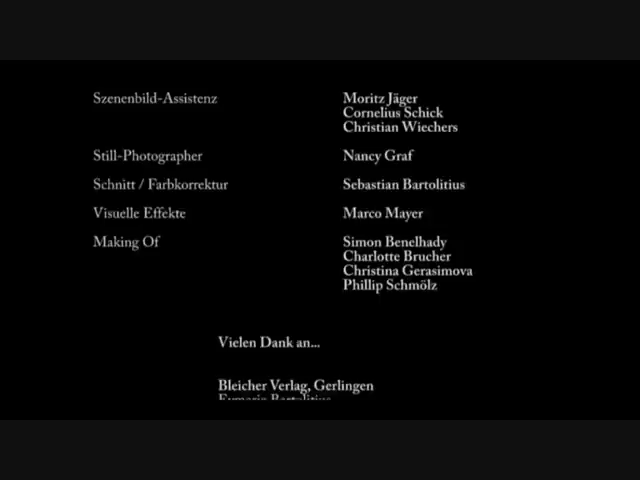 Szenenbild-Assistenz Moritz Jäger
Cornelius Schick
Christian Wiechers
Still-Photographer Nancy Graf
Schnitt / Farbkorrektur Sebastian Bartolitius
Visuelle Effekte Marco Mayer
Making Of Simon Benelhady
Charlotte Brucher
Christina Gerasimova
Phillip Schmölz
Vielen Dank an...
Bleicher Verlag, Gerlingen
Bartolitius